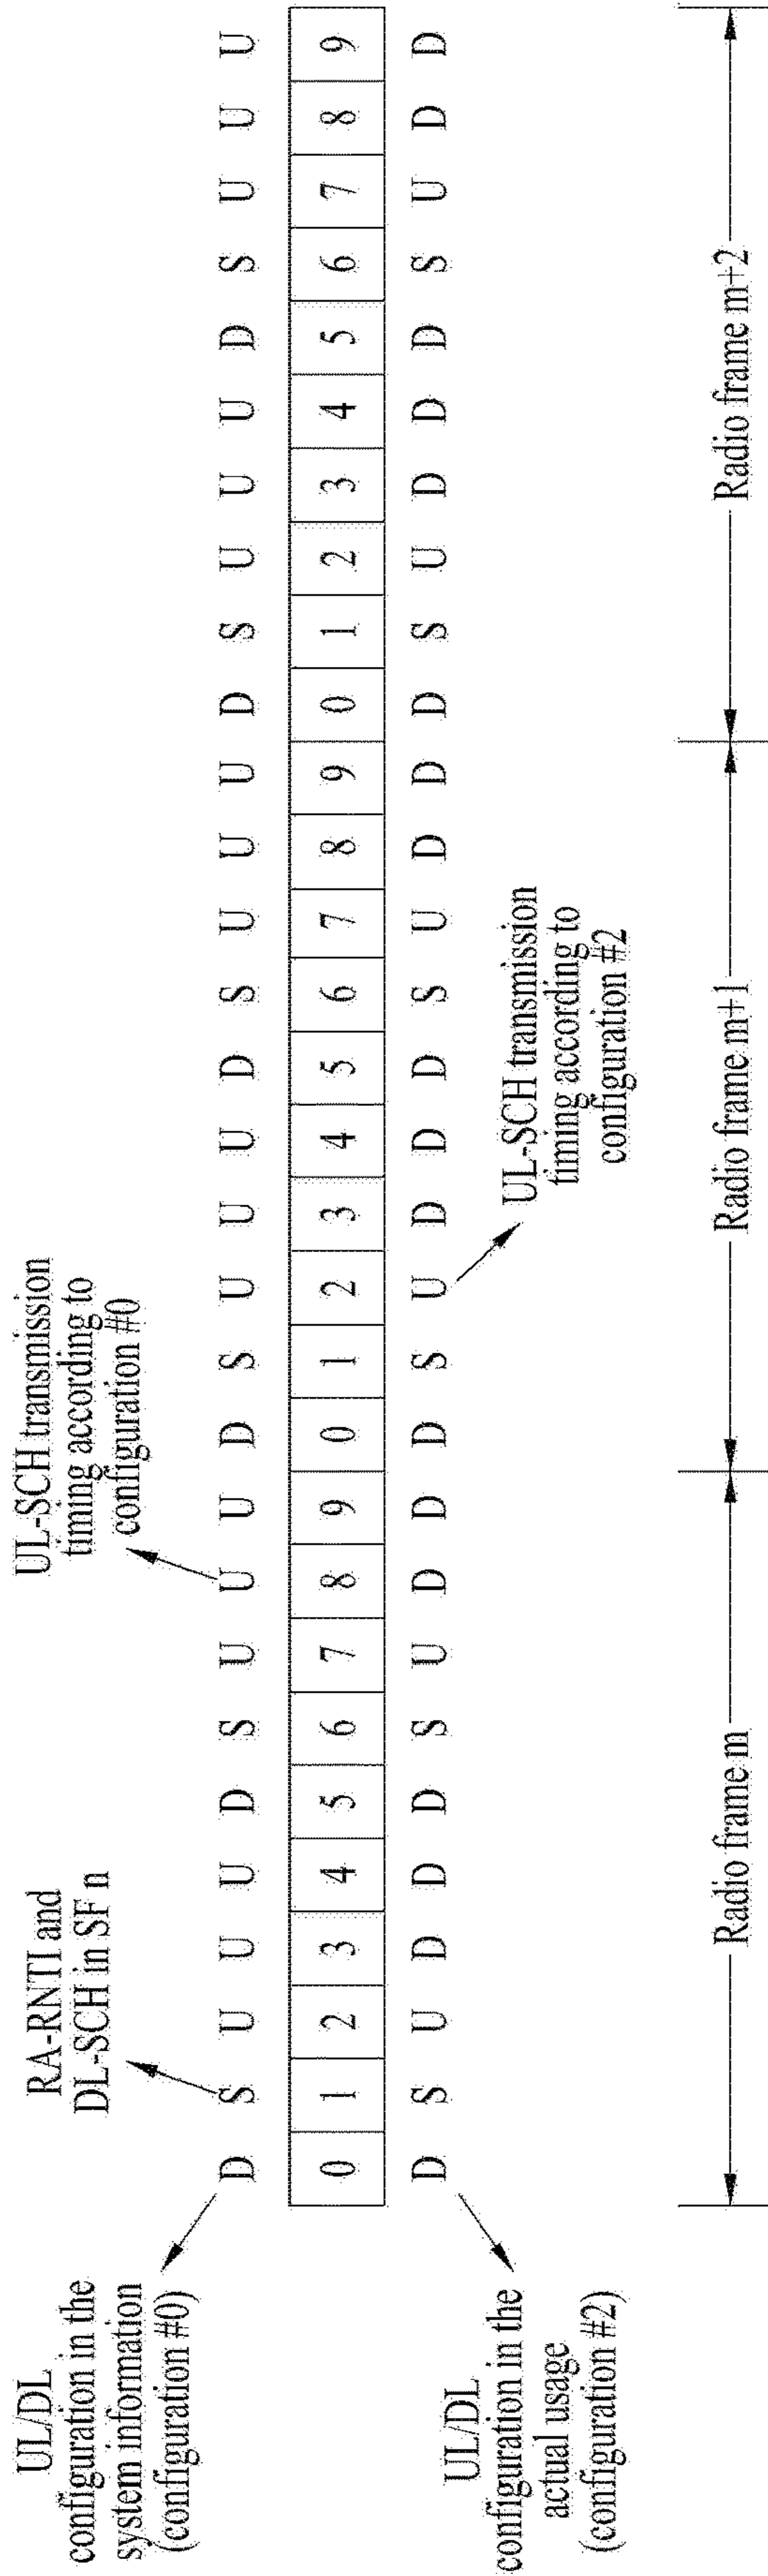 UL-SCH transmission
timing according to
configuration #0
RA-RNTI and
DL-SCH in SF n
UL/DL
configuration in the
system information
(configuration #0)
D S U U U D S U U U D S U U U D S U U U D S U U U D S U U U
0 1 2 3 4 5 6 7 8 9 0 1 2 3 4 5 6 7 8 9 0 1 2 3 4 5 6 7 8 9
D S U D D D S U D D D S U D D D S U D D D S U D D D S U D D
UL/DL
configuration in the
actual usage
(configuration #2)
UL-SCH transmission
timing according to
configuration #2
Radio frame m
Radio frame m+1
Radio frame m+2